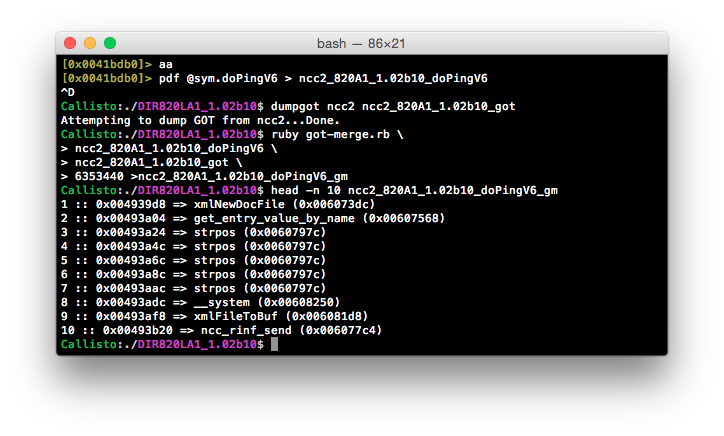 bash — 86×21
[0x0041bdb0]> aa
[0x0041bdb0]> pdf @sym.doPingV6 > ncc2_820A1_1.02b10_doPingV6
^D
Callisto:./DIR820LA1_1.02b10$ dumpgot ncc2 ncc2_820A1_1.02b10_got
Attempting to dump GOT from ncc2...Done.
Callisto:./DIR820LA1_1.02b10$ ruby got-merge.rb \
> ncc2_820A1_1.02b10_doPingV6 \
> ncc2_820A1_1.02b10_got \
> 6353440 >ncc2_820A1_1.02b10_doPingV6_gm
Callisto:./DIR820LA1_1.02b10$ head -n 10 ncc2_820A1_1.02b10_doPingV6_gm
1 :: 0x004939d8 => xmlNewDocFile (0x006073dc)
2 :: 0x00493a04 => get_entry_value_by_name (0x00607568)
3 :: 0x00493a24 => strpos (0x0060797c)
4 :: 0x00493a4c => strpos (0x0060797c)
5 :: 0x00493a6c => strpos (0x0060797c)
6 :: 0x00493a8c => strpos (0x0060797c)
7 :: 0x00493aac => strpos (0x0060797c)
8 :: 0x00493adc => __system (0x00608250)
9 :: 0x00493af8 => xmlFileToBuf (0x006081d8)
10 :: 0x00493b20 => ncc_rinf_send (0x006077c4)
Callisto:./DIR820LA1_1.02b10$